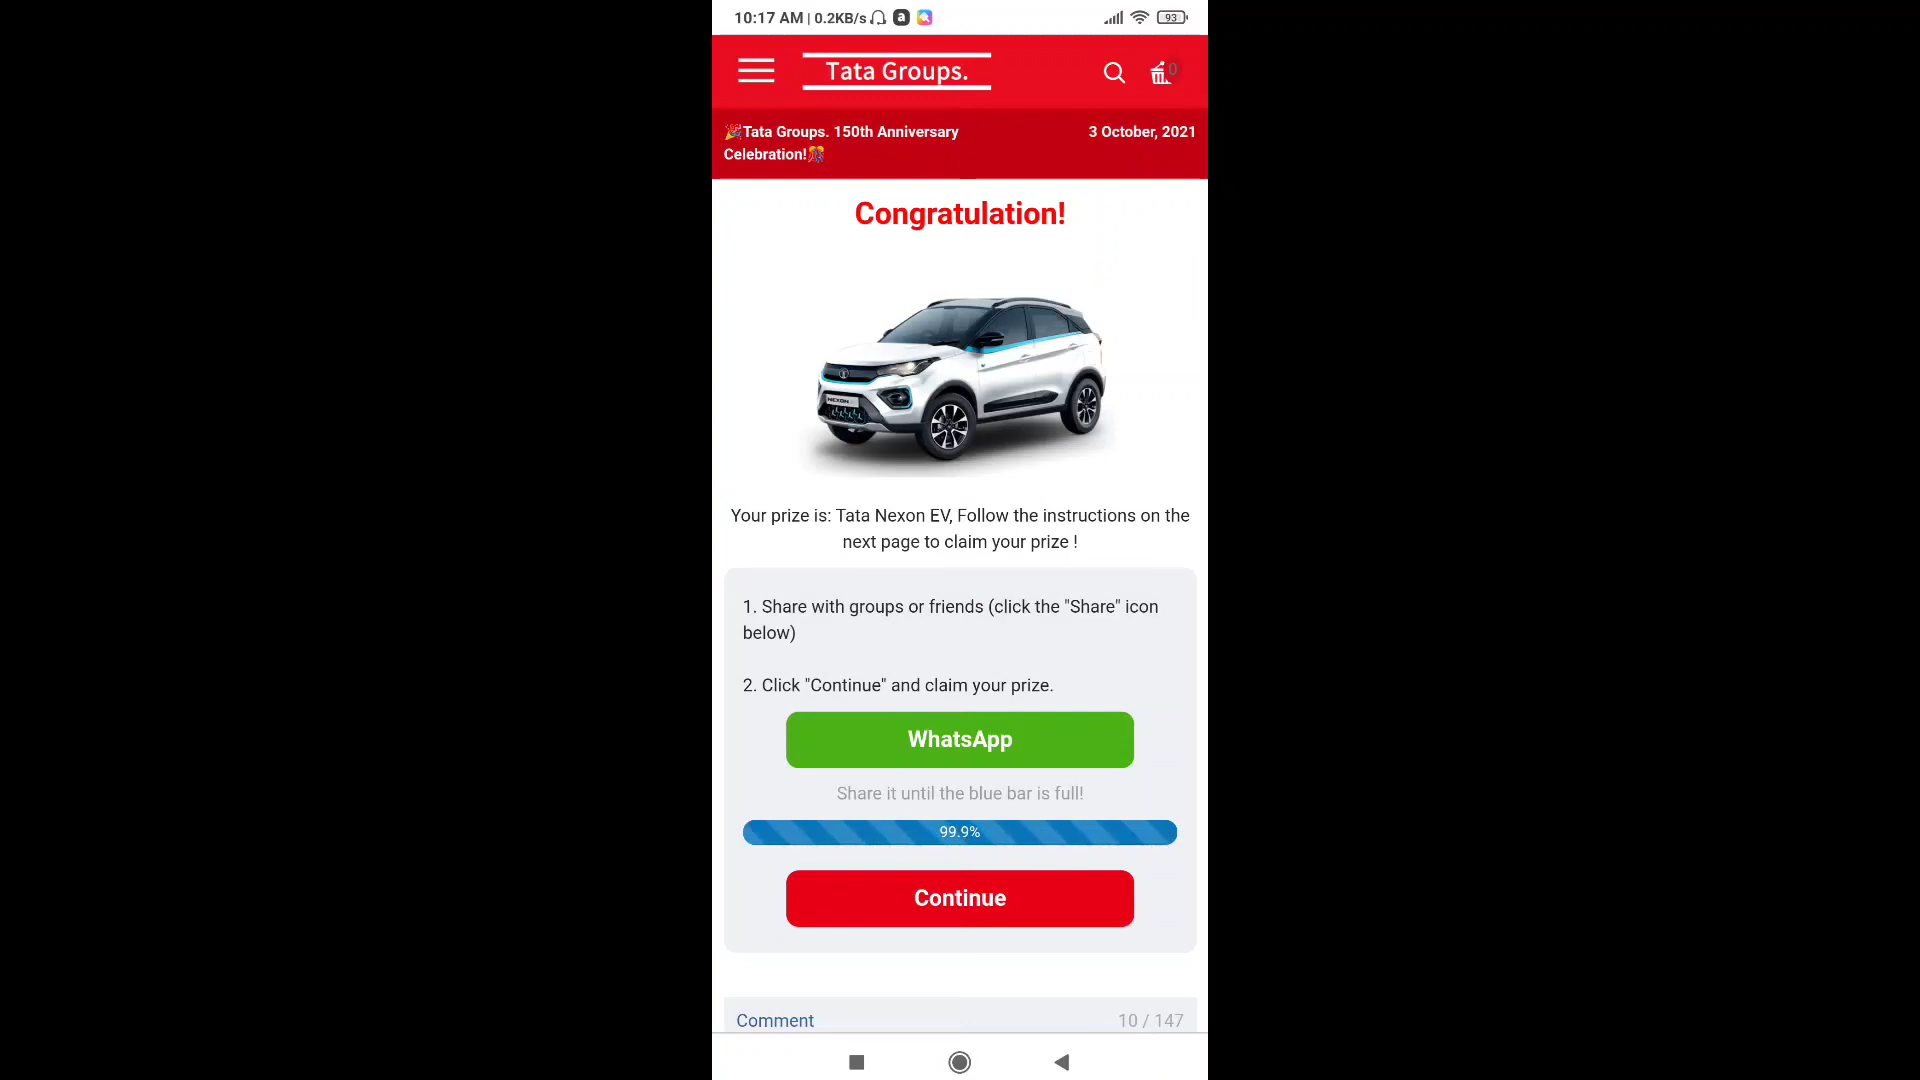 10:17 AM | 0.2KB/s a 93
Tata Groups.
0
🎉Tata Groups. 150th Anniversary 3 October, 2021
Celebration!🎊
Congratulation!
NEXON
Your prize is: Tata Nexon EV, Follow the instructions on the
next page to claim your prize !
1. Share with groups or friends (click the "Share" icon
below)
2. Click "Continue" and claim your prize.
WhatsApp
Share it until the blue bar is full!
99.9%
Continue
Comment 10 / 147